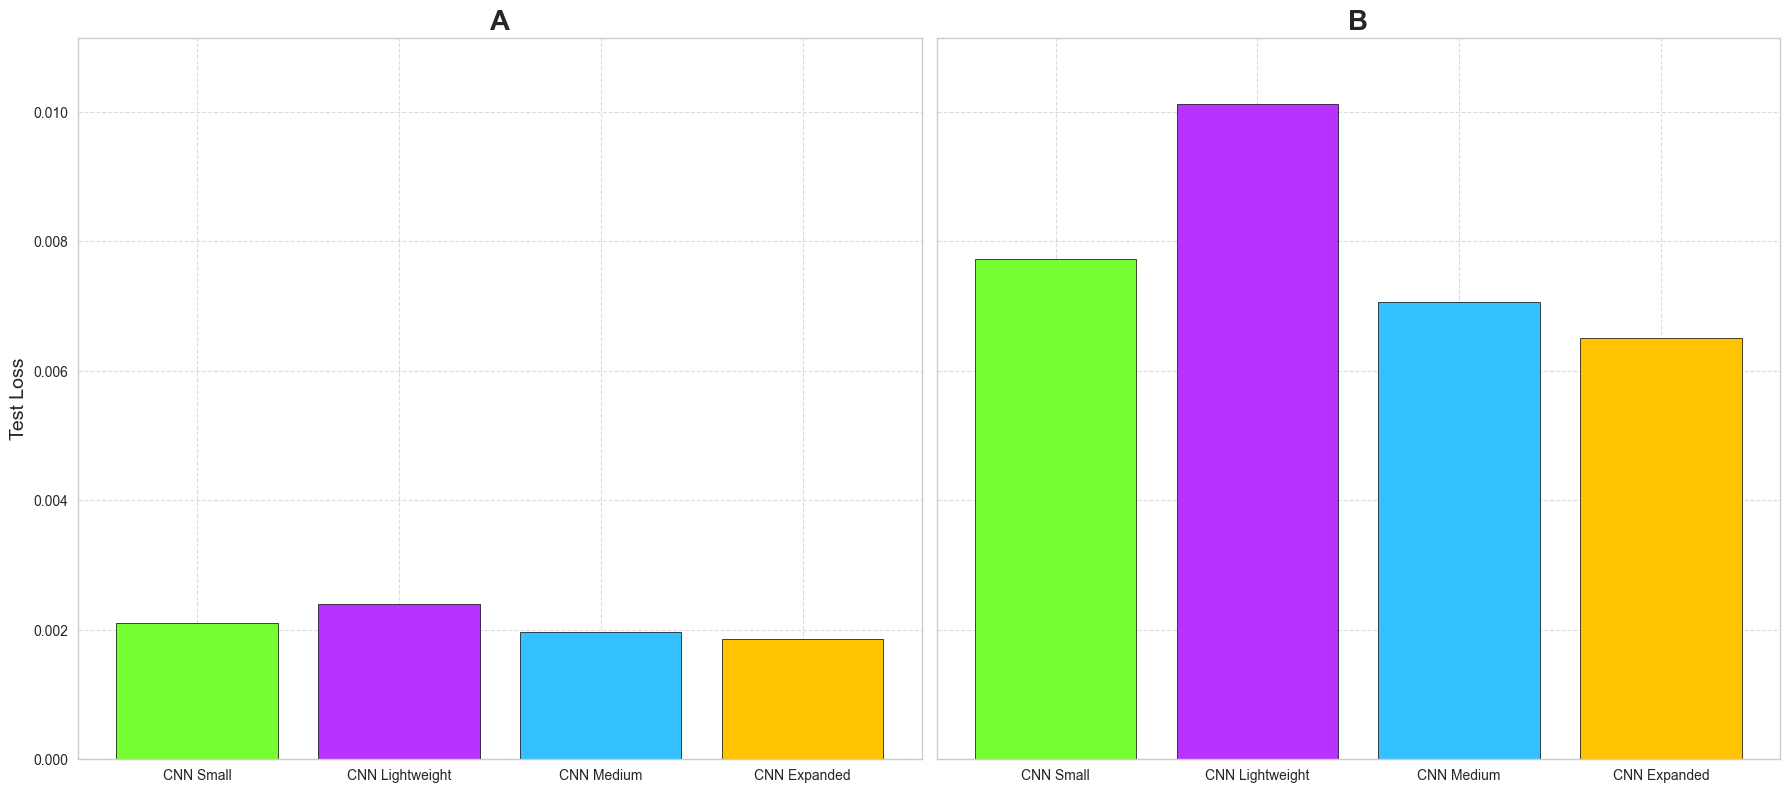 A
B
Test Loss
0.010
0.008
0.006
0.004
0.002
0.000
CNN Small
CNN Lightweight
CNN Medium
CNN Expanded
CNN Small
CNN Lightweight
CNN Medium
CNN Expanded